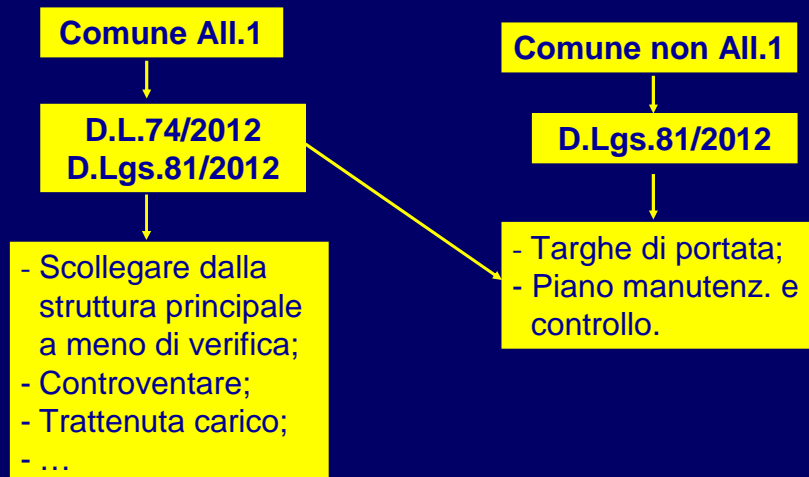 Comune All.1
D.L.74/2012
D.Lgs.81/2012
- Scollegare dalla
struttura principale
a meno di verifica;
- Controventare;
- Trattenuta carico;
- ...
Comune non All.1
D.Lgs.81/2012
- Targhe di portata;
- Piano manutenz. e
controllo.